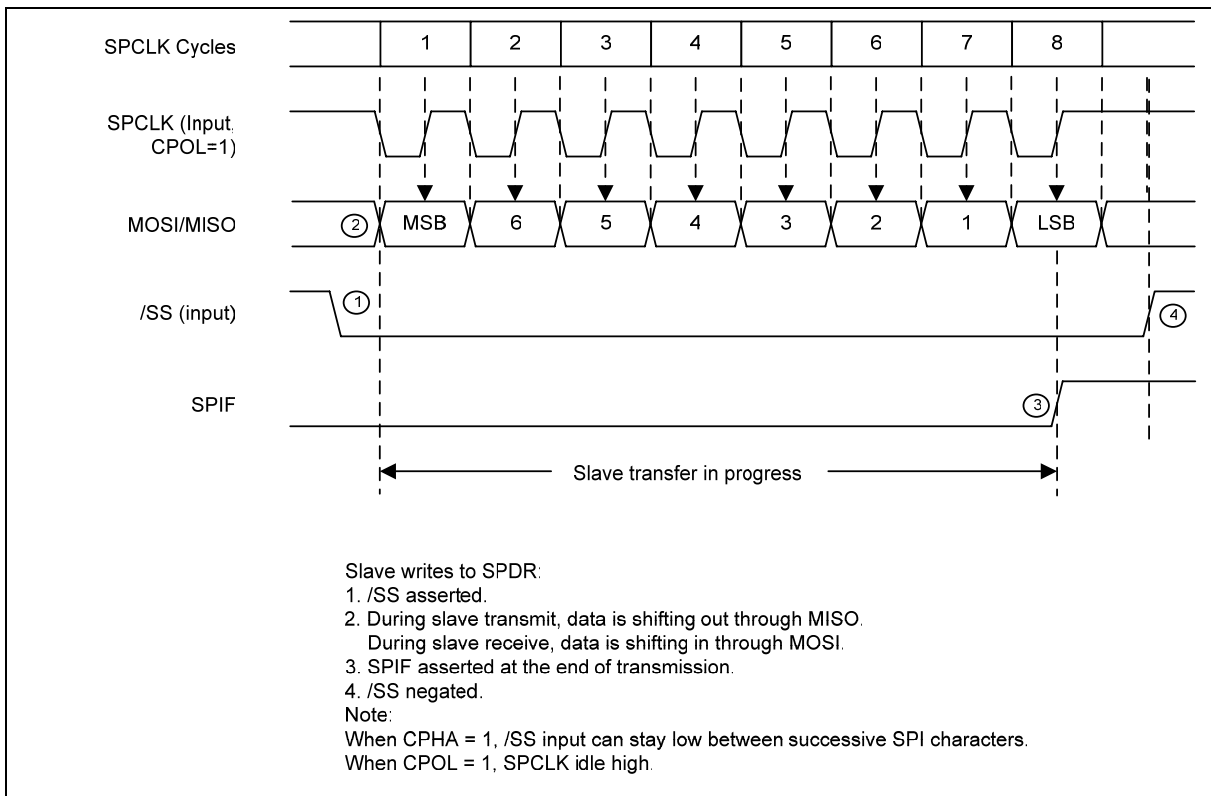 SPCLK Cycles
1 2 3 4 5 6 7 8
SPCLK (Input,
CPOL=1)
MOSI/MISO
2 MSB 6 5 4 3 2 1 LSB
/SS (input)
1
4
SPIF
3
Slave transfer in progress
Slave writes to SPDR:
1. /SS asserted.
2. During slave transmit, data is shifting out through MISO.
During slave receive, data is shifting in through MOSI.
3. SPIF asserted at the end of transmission.
4. /SS negated.
Note:
When CPHA = 1, /SS input can stay low between successive SPI characters.
When CPOL = 1, SPCLK idle high.